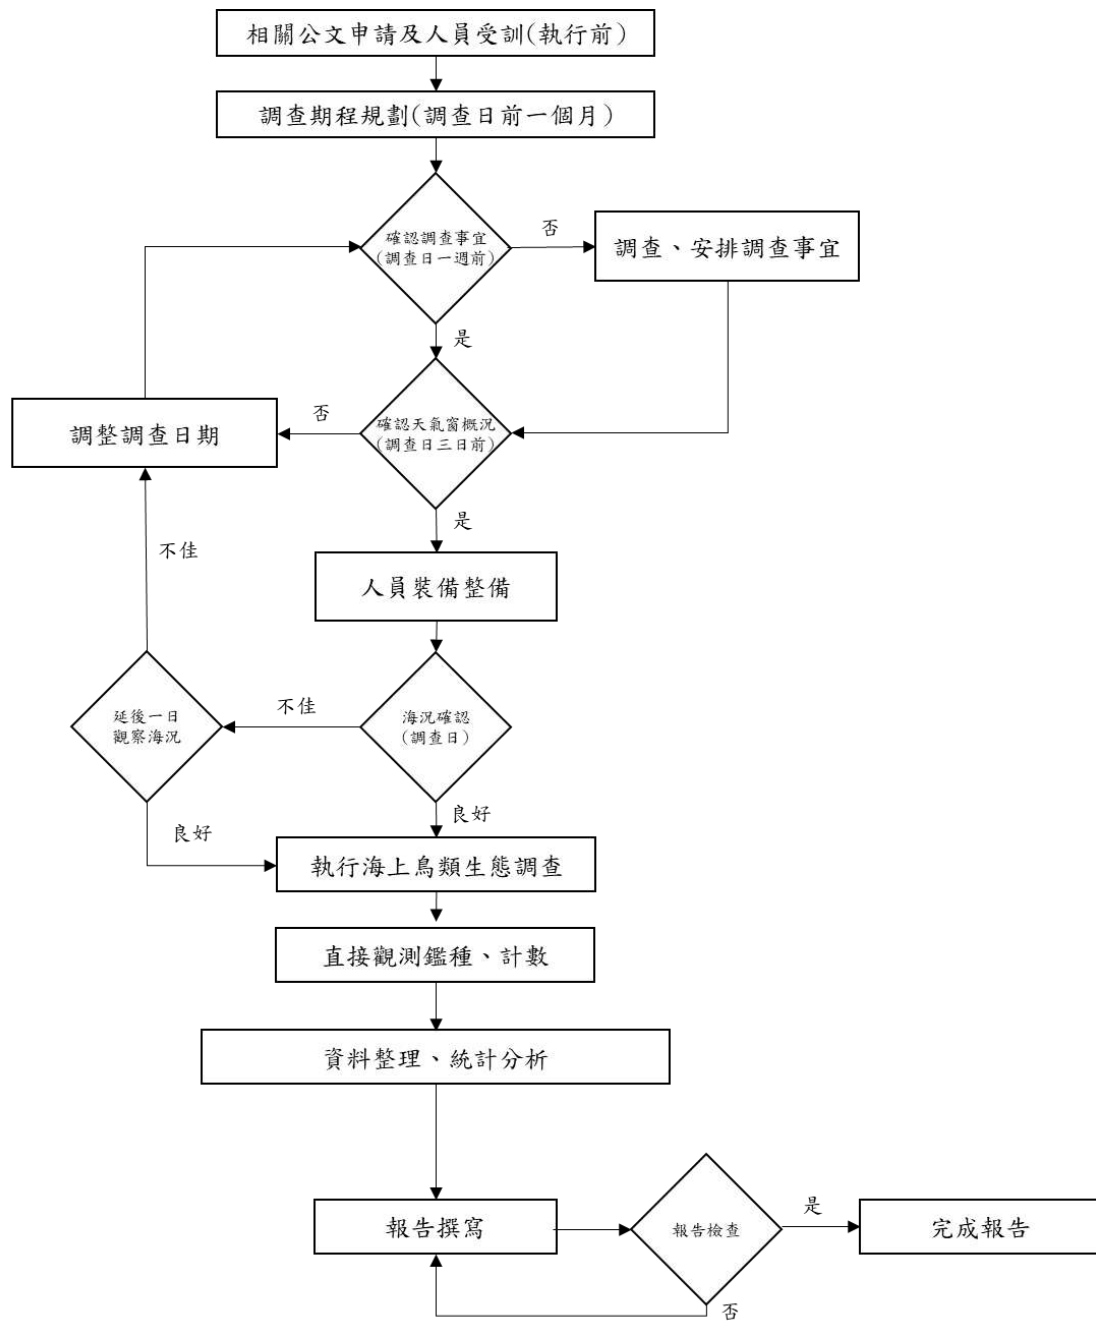 相關公文申請及人員受訓(執行前)
調查期程規劃(調查日前一個月)
確認調查事宜
(調查日一週前)
否
調查、安排調查事宜
是
確認天氣窗概況
(調查日三日前)
否
調整調查日期
是
不佳
人員裝備整備
延後一日
觀察海況
不佳
海況確認
(調查日)
良好
良好
執行海上鳥類生態調查
直接觀測鑑種、計數
資料整理、統計分析
報告撰寫
報告檢查
是
完成報告
否